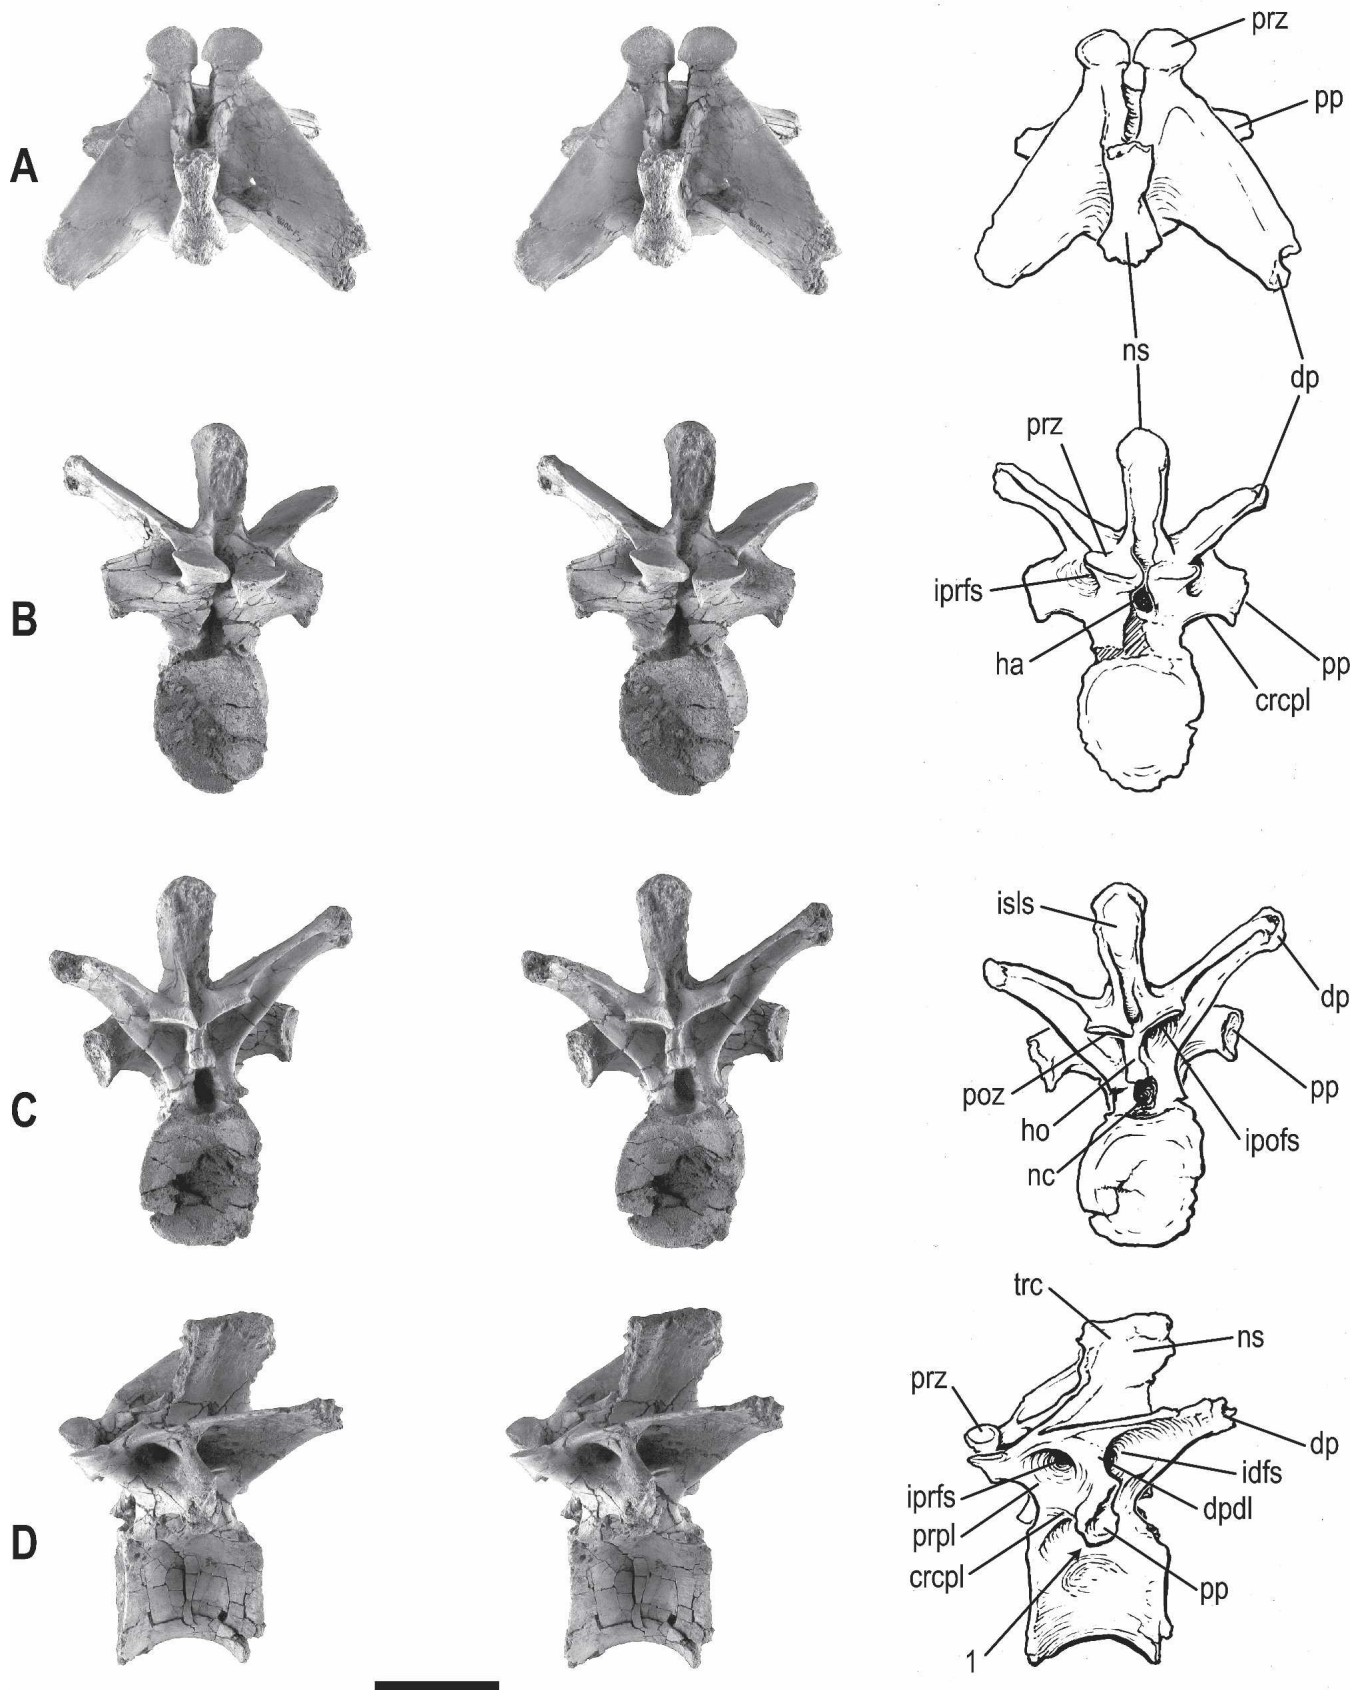 prz
pp
A
ns
dp
prz
iprfs
B
ha
pp
crcpl
isls
dp
poz
pp
C
ho
ipofs
nc
trc
ns
prz
dp
idfs
iprfs
dpdl
D
prpl
crcpl
pp
1